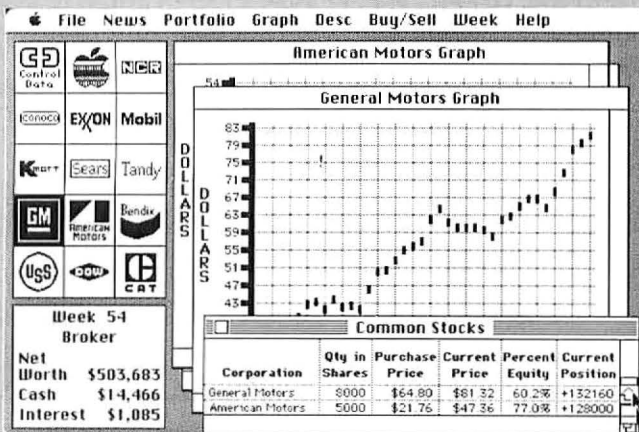 File News Portfolio Graph Desc Buy/Sell Week Help
Control Data
NCR
conoco
EXXON
Mobil
Kmart
Sears
Tandy
GM
American Motors
Bendix
USS
DOW
CAT
Week 54
Broker
Net
Worth $503,683
Cash $14,466
Interest $1,085
American Motors Graph
54
DOLLARS
General Motors Graph
DOLLARS
83
79
75
71
67
63
59
55
51
47
43
Common Stocks
Corporation Qty in Shares Purchase Price Current Price Percent Equity Current Position
General Motors 8000 $64.80 $81.32 60.2% +132160
American Motors 5000 $21.76 $47.36 77.0% +128000